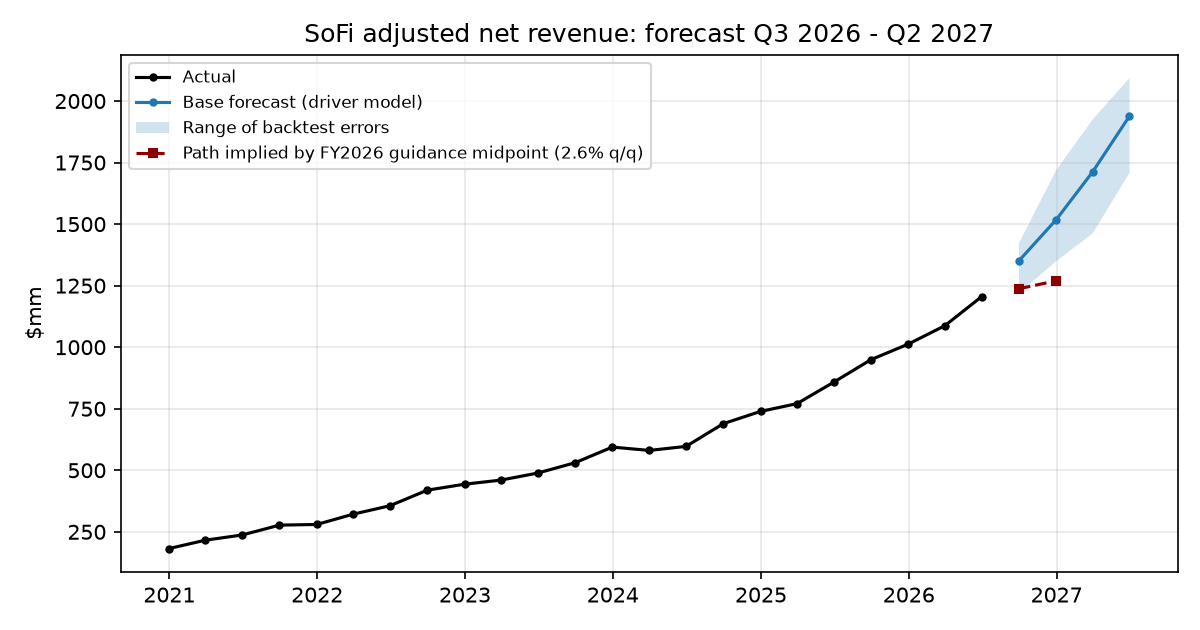 SoFi adjusted net revenue: forecast Q3 2026 - Q2 2027
Actual
Base forecast (driver model)
Range of backtest errors
Path implied by FY2026 guidance midpoint (2.6% q/q)
$mm
2000
1750
1500
1250
1000
750
500
250
2021 2022 2023 2024 2025 2026 2027